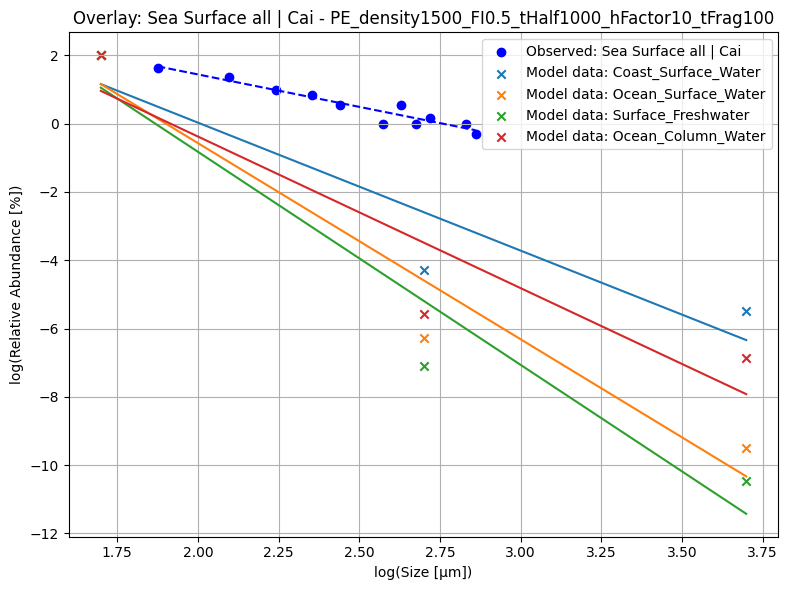 Overlay: Sea Surface all | Cai - PE_density1500_FI0.5_tHalf1000_hFactor10_tFrag100
Observed: Sea Surface all | Cai
Model data: Coast_Surface_Water
Model data: Ocean_Surface_Water
Model data: Surface_Freshwater
Model data: Ocean_Column_Water
log(Relative Abundance [%])
2
0
−2
−4
−6
−8
−10
−12
1.75 2.00 2.25 2.50 2.75 3.00 3.25 3.50 3.75
log(Size [μm])